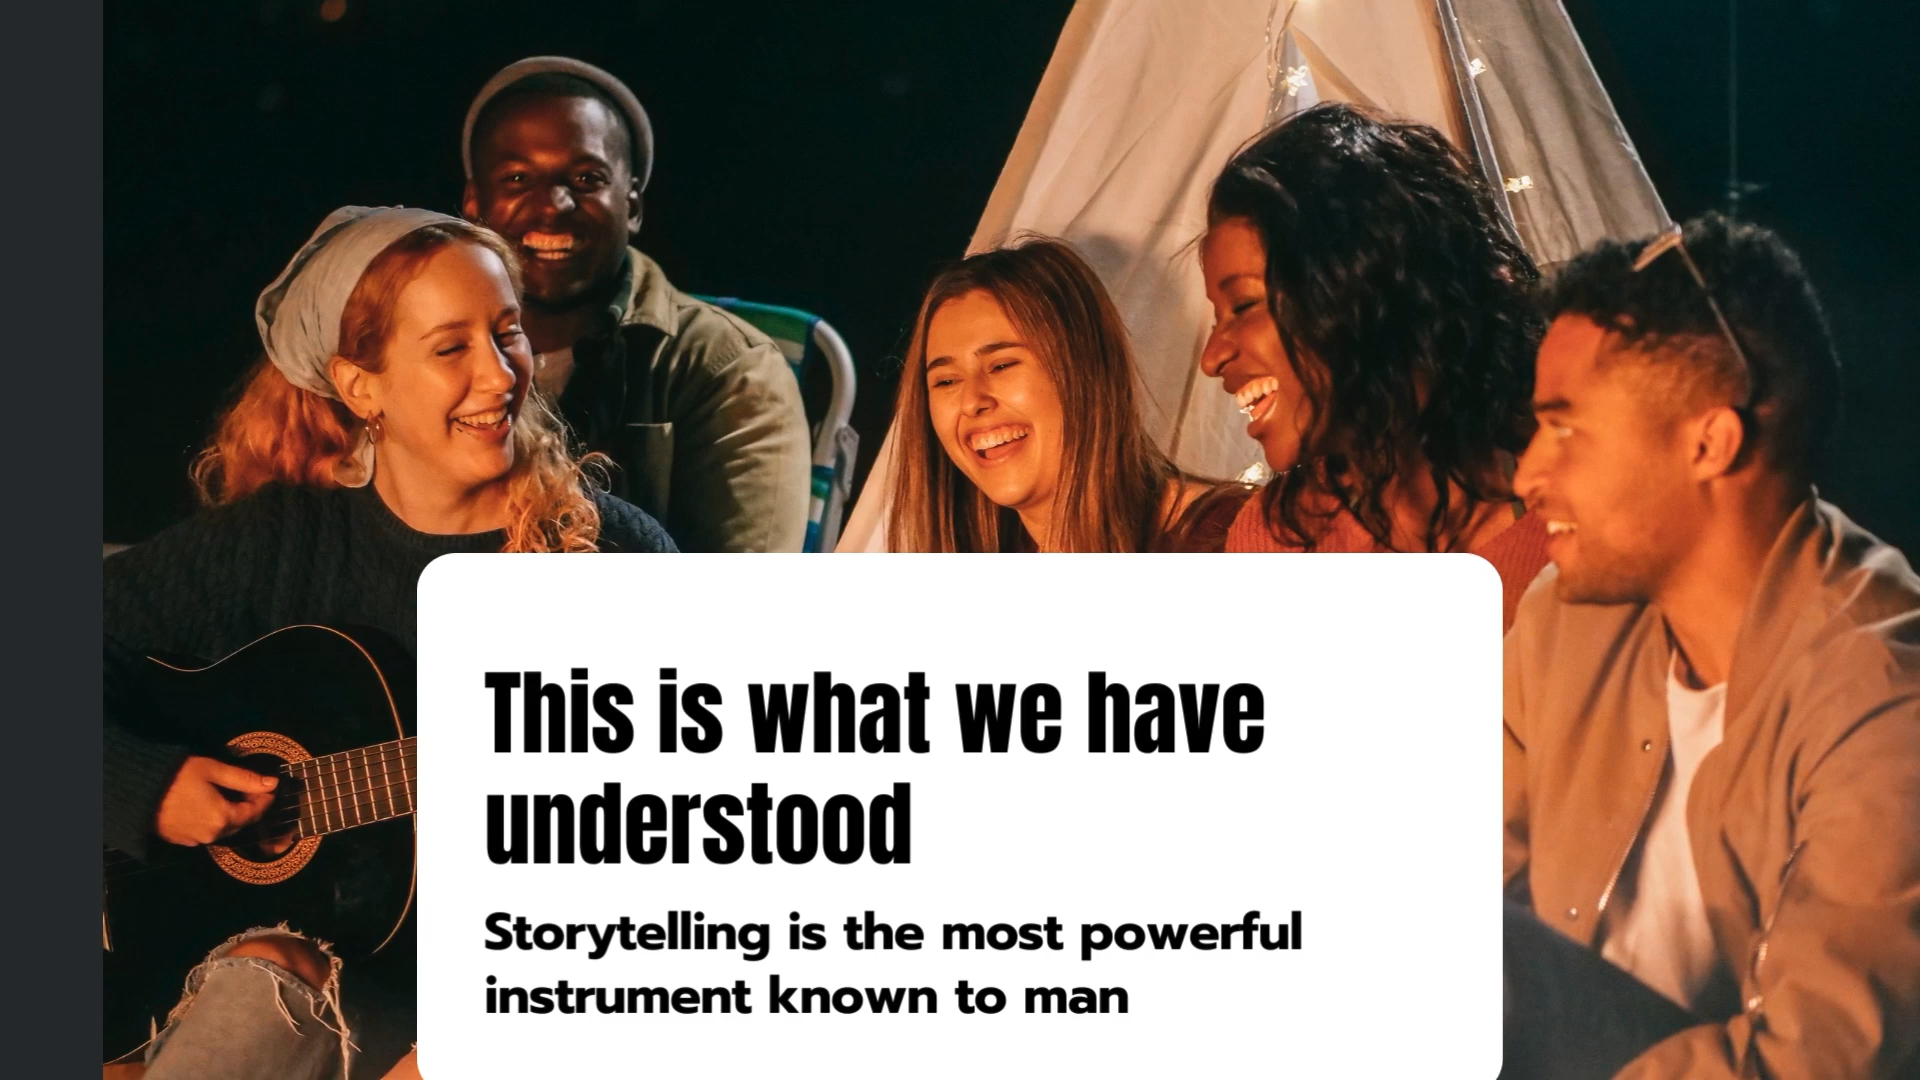 This is what we have
understood
Storytelling is the most powerful
instrument known to man